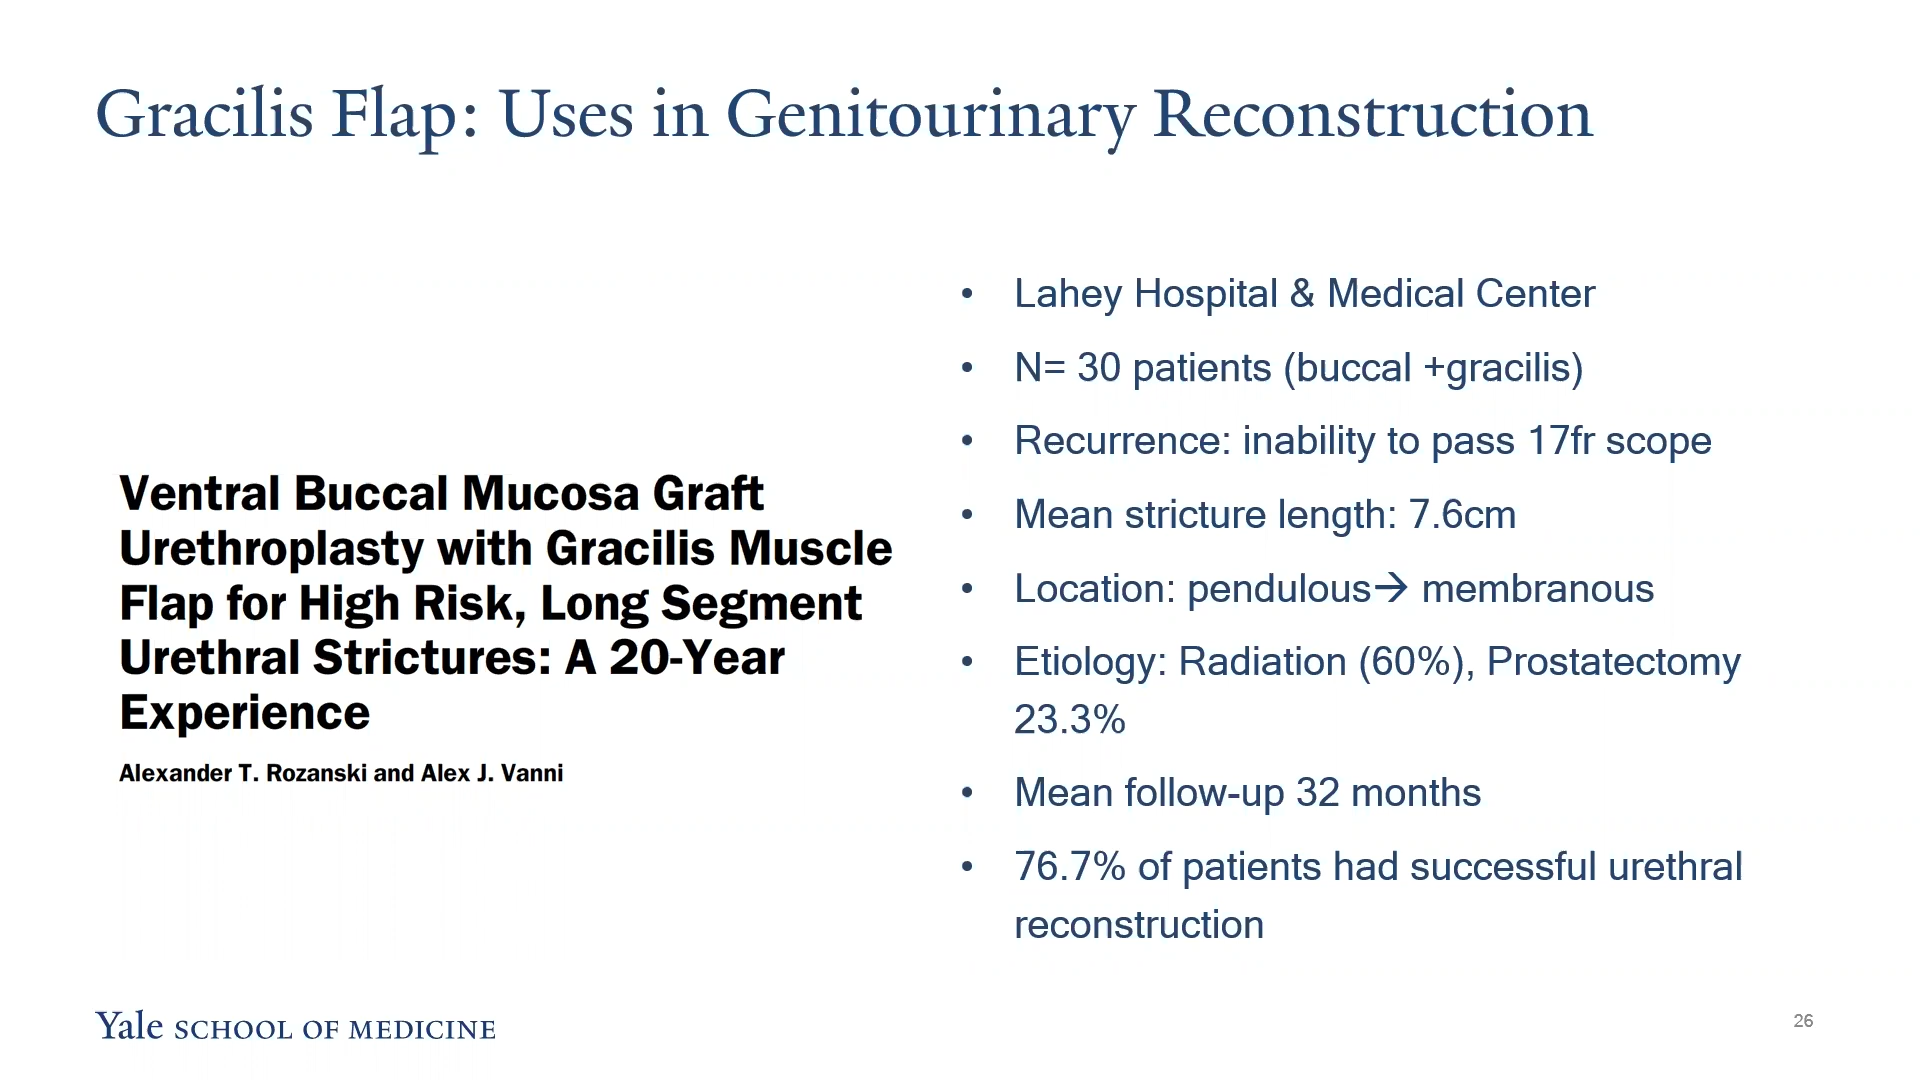 Gracilis Flap: Uses in Genitourinary Reconstruction
Ventral Buccal Mucosa Graft
Urethroplasty with Gracilis Muscle
Flap for High Risk, Long Segment
Urethral Strictures: A 20-Year
Experience
Alexander T. Rozanski and Alex J. Vanni
• Lahey Hospital & Medical Center
• N= 30 patients (buccal +gracilis)
• Recurrence: inability to pass 17fr scope
• Mean stricture length: 7.6cm
• Location: pendulous→ membranous
• Etiology: Radiation (60%), Prostatectomy
23.3%
• Mean follow-up 32 months
• 76.7% of patients had successful urethral
reconstruction
Yale SCHOOL OF MEDICINE
26